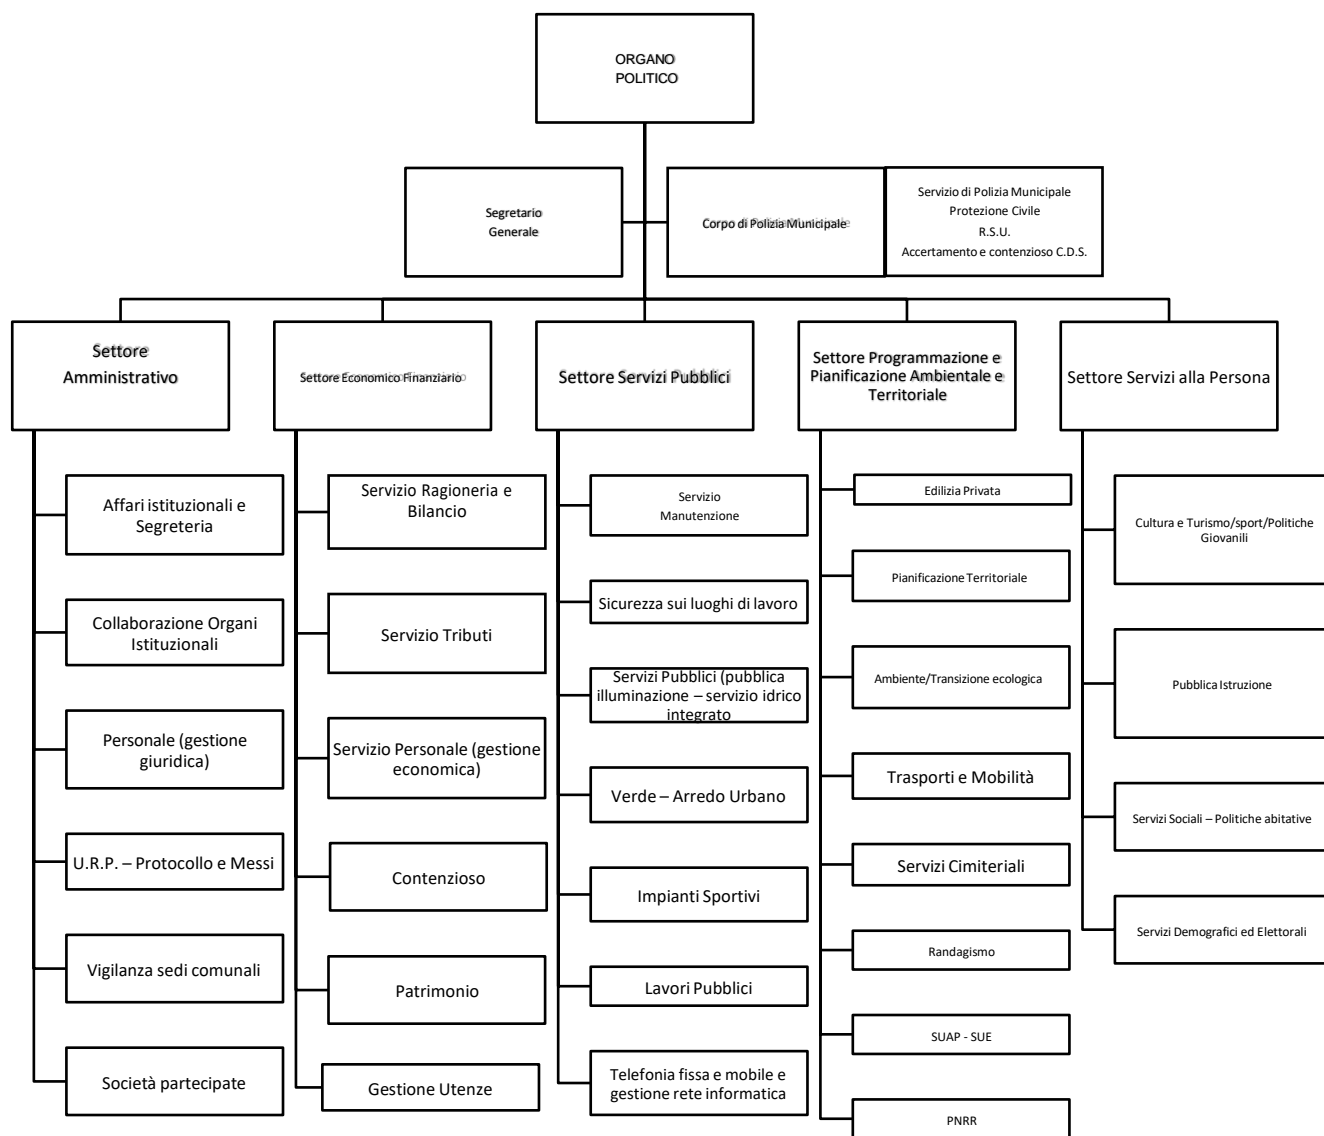 ORGANO
POLITICO
Segretario
Generale
Corpo di Polizia Municipale
Servizio di Polizia Municipale
Protezione Civile
R.S.U.
Accertamento e contenzioso C.D.S.
Settore
Amministrativo
Settore Economico Finanziario
Settore Servizi Pubblici
Settore Programmazione e
Pianificazione Ambientale e
Territoriale
Settore Servizi alla Persona
Affari istituzionali e
Segreteria
Collaborazione Organi
Istituzionali
Personale (gestione
giuridica)
U.R.P. – Protocollo e Messi
Vigilanza sedi comunali
Società partecipate
Servizio Ragioneria e
Bilancio
Servizio Tributi
Servizio Personale (gestione
economica)
Contenzioso
Patrimonio
Gestione Utenze
Servizio
Manutenzione
Sicurezza sui luoghi di lavoro
Servizi Pubblici (pubblica
illuminazione – servizio idrico
integrato
Verde – Arredo Urbano
Impianti Sportivi
Lavori Pubblici
Telefonia fissa e mobile e
gestione rete informatica
Edilizia Privata
Pianificazione Territoriale
Ambiente/Transizione ecologica
Trasporti e Mobilità
Servizi Cimiteriali
Randagismo
SUAP - SUE
PNRR
Cultura e Turismo/sport/Politiche
Giovanili
Pubblica Istruzione
Servizi Sociali – Politiche abitative
Servizi Demografici ed Elettorali